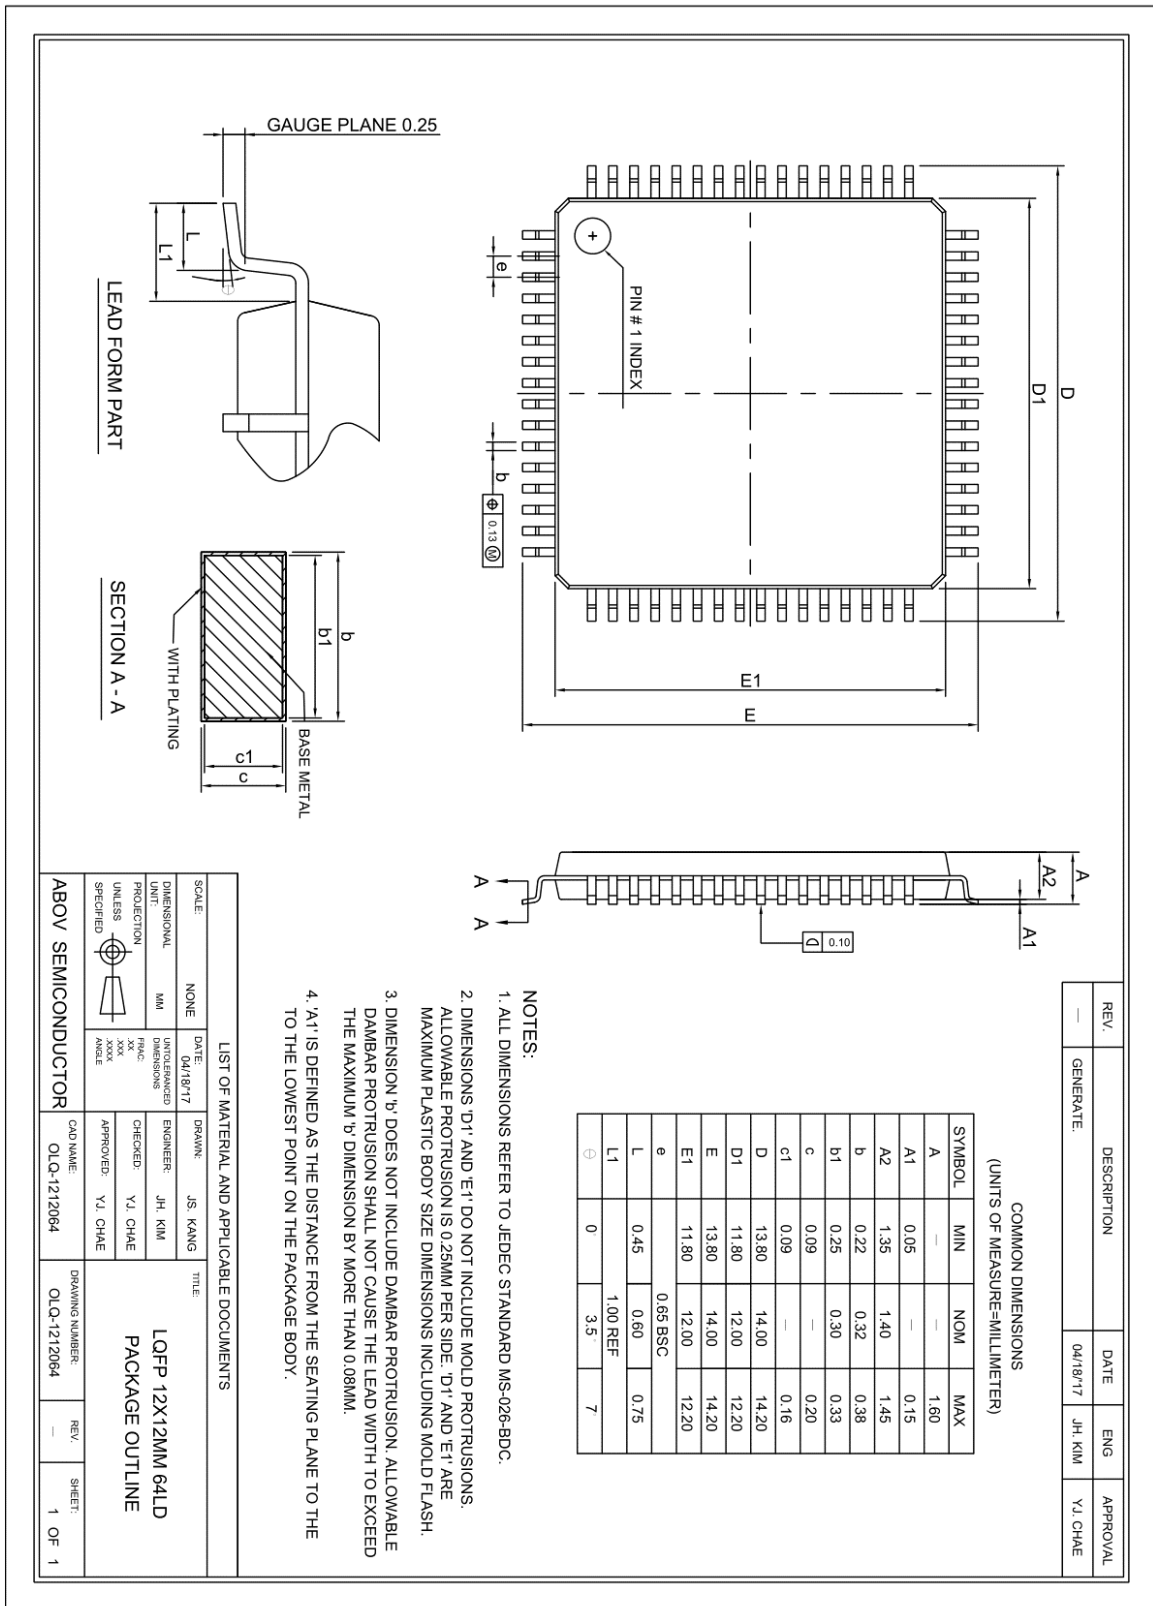 REV. DESCRIPTION DATE ENG APPROVAL
— GENERATE. 04/18/'17 JH. KIM YJ. CHAE
D
D1
PIN # 1 INDEX
e
b
⌖ 0.13 Ⓜ
E1
E
A
A2
A1
A A
0.10
GAUGE PLANE 0.25
L
L1
⊖
LEAD FORM PART
b
b1
BASE METAL
c1
c
WITH PLATING
SECTION A - A
COMMON DIMENSIONS
(UNITS OF MEASURE=MILLIMETER)
SYMBOL MIN NOM MAX
A — — 1.60
A1 0.05 — 0.15
A2 1.35 1.40 1.45
b 0.22 0.32 0.38
b1 0.25 0.30 0.33
c 0.09 — 0.20
c1 0.09 — 0.16
D 13.80 14.00 14.20
D1 11.80 12.00 12.20
E 13.80 14.00 14.20
E1 11.80 12.00 12.20
e 0.65 BSC
L 0.45 0.60 0.75
L1 1.00 REF
⊖ 0° 3.5° 7°
NOTES:
1. ALL DIMENSIONS REFER TO JEDEC STANDARD MS-026-BDC.
2. DIMENSIONS 'D1' AND 'E1' DO NOT INCLUDE MOLD PROTRUSIONS.
ALLOWABLE PROTRUSION IS 0.25MM PER SIDE. 'D1' AND 'E1' ARE
MAXIMUM PLASTIC BODY SIZE DIMENSIONS INCLUDING MOLD FLASH.
3. DIMENSION 'b' DOES NOT INCLUDE DAMBAR PROTRUSION. ALLOWABLE
DAMBAR PROTRUSION SHALL NOT CAUSE THE LEAD WIDTH TO EXCEED
THE MAXIMUM 'b' DIMENSION BY MORE THAN 0.08MM.
4. 'A1' IS DEFINED AS THE DISTANCE FROM THE SEATING PLANE TO THE
TO THE LOWEST POINT ON THE PACKAGE BODY.
LIST OF MATERIAL AND APPLICABLE DOCUMENTS
SCALE: NONE
DATE: 04/18/'17
DRAWN: JS. KANG
DIMENSIONAL
UNIT: MM
UNTOLERANCED
DIMENSIONS
ENGINEER: JH. KIM
PROJECTION
UNLESS
SPECIFIED
FRAC:
.XX
.XXX
.XXXX
ANGLE
CHECKED: YJ. CHAE
APPROVED: YJ. CHAE
TITLE:
LQFP 12X12MM 64LD
PACKAGE OUTLINE
ABOV SEMICONDUCTOR
CAD NAME:
OLQ-1212064
DRAWING NUMBER:
OLQ-1212064
REV.
—
SHEET:
1 OF 1